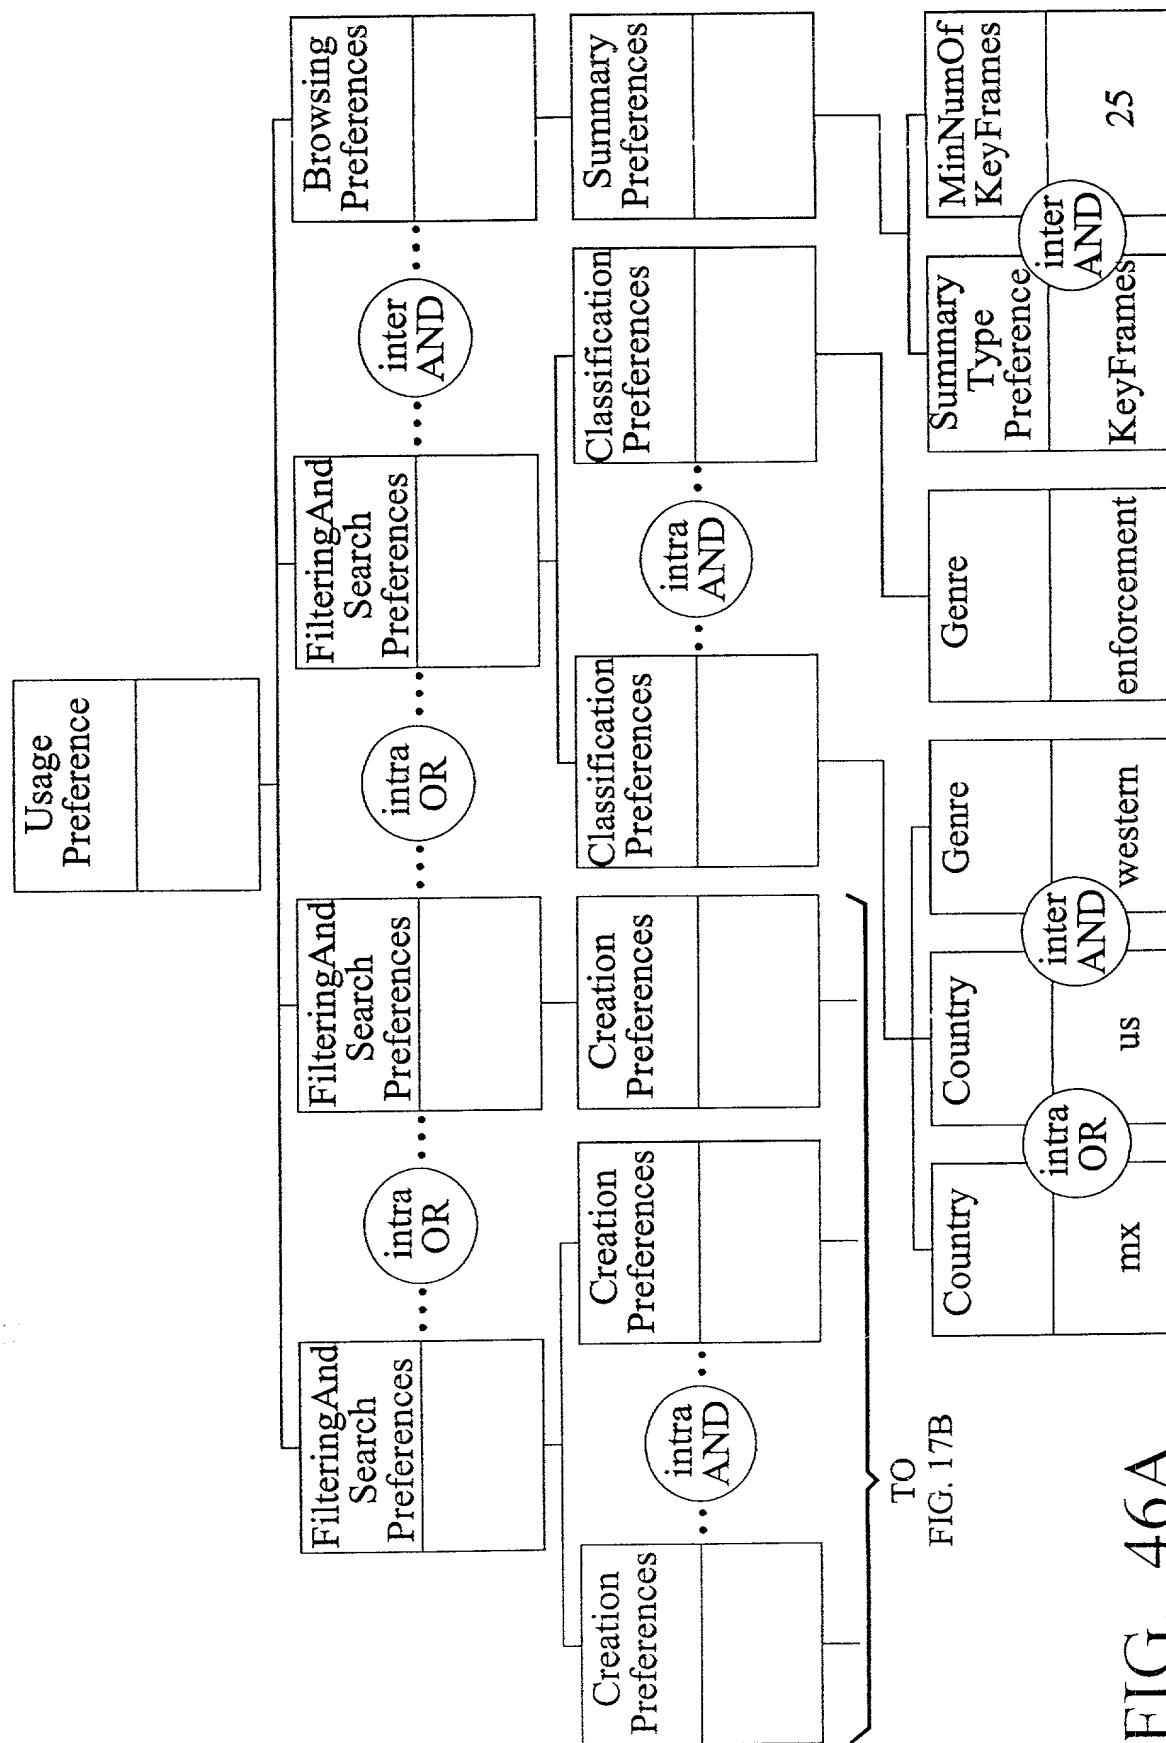 Usage
Preference
FilteringAnd
Search
Preferences
intra
OR
FilteringAnd
Search
Preferences
intra
OR
FilteringAnd
Search
Preferences
inter
AND
Browsing
Preferences
Creation
Preferences
intra
AND
Creation
Preferences
Creation
Preferences
Classification
Preferences
intra
AND
Classification
Preferences
Summary
Preferences
TO
FIG. 17B
Country
mx
intra
OR
Country
us
inter
AND
Genre
western
Genre
enforcement
Summary
Type
Preference
KeyFrames
inter
AND
MinNumOf
KeyFrames
25
FIG. 46A